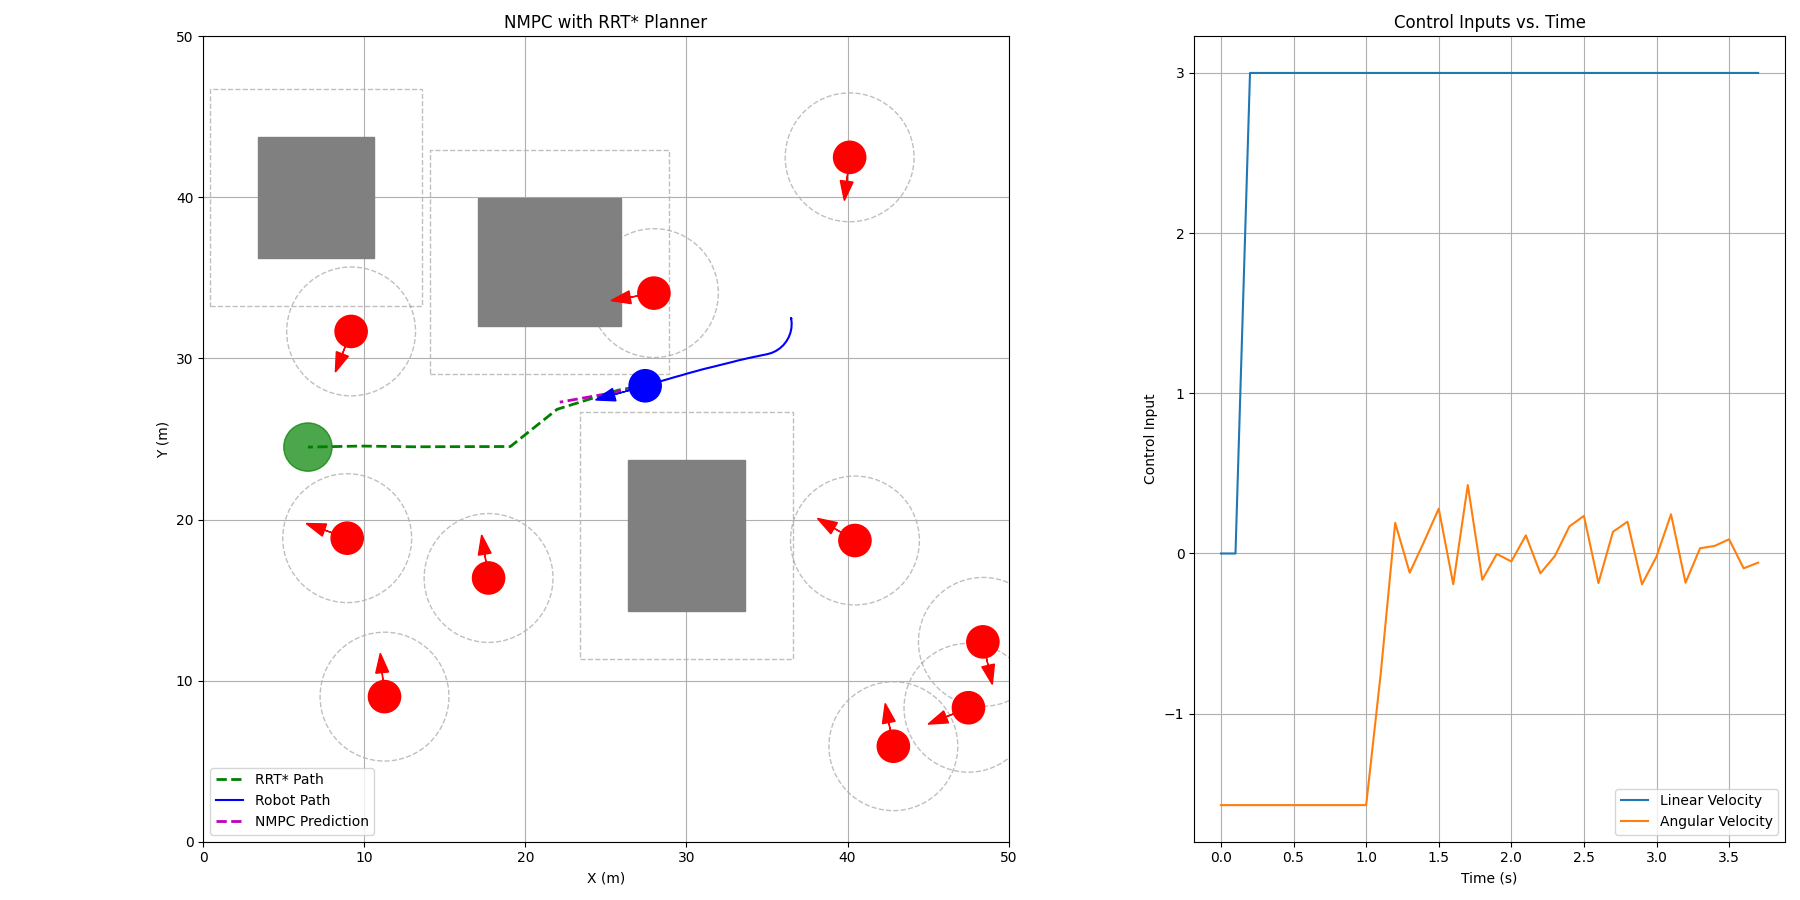 NMPC with RRT* Planner
50
40
30
20
10
0
Y (m)
RRT* Path
Robot Path
NMPC Prediction
0 10 20 30 40 50
X (m)
Control Inputs vs. Time
3
2
1
0
−1
Control Input
Linear Velocity
Angular Velocity
0.0 0.5 1.0 1.5 2.0 2.5 3.0 3.5
Time (s)